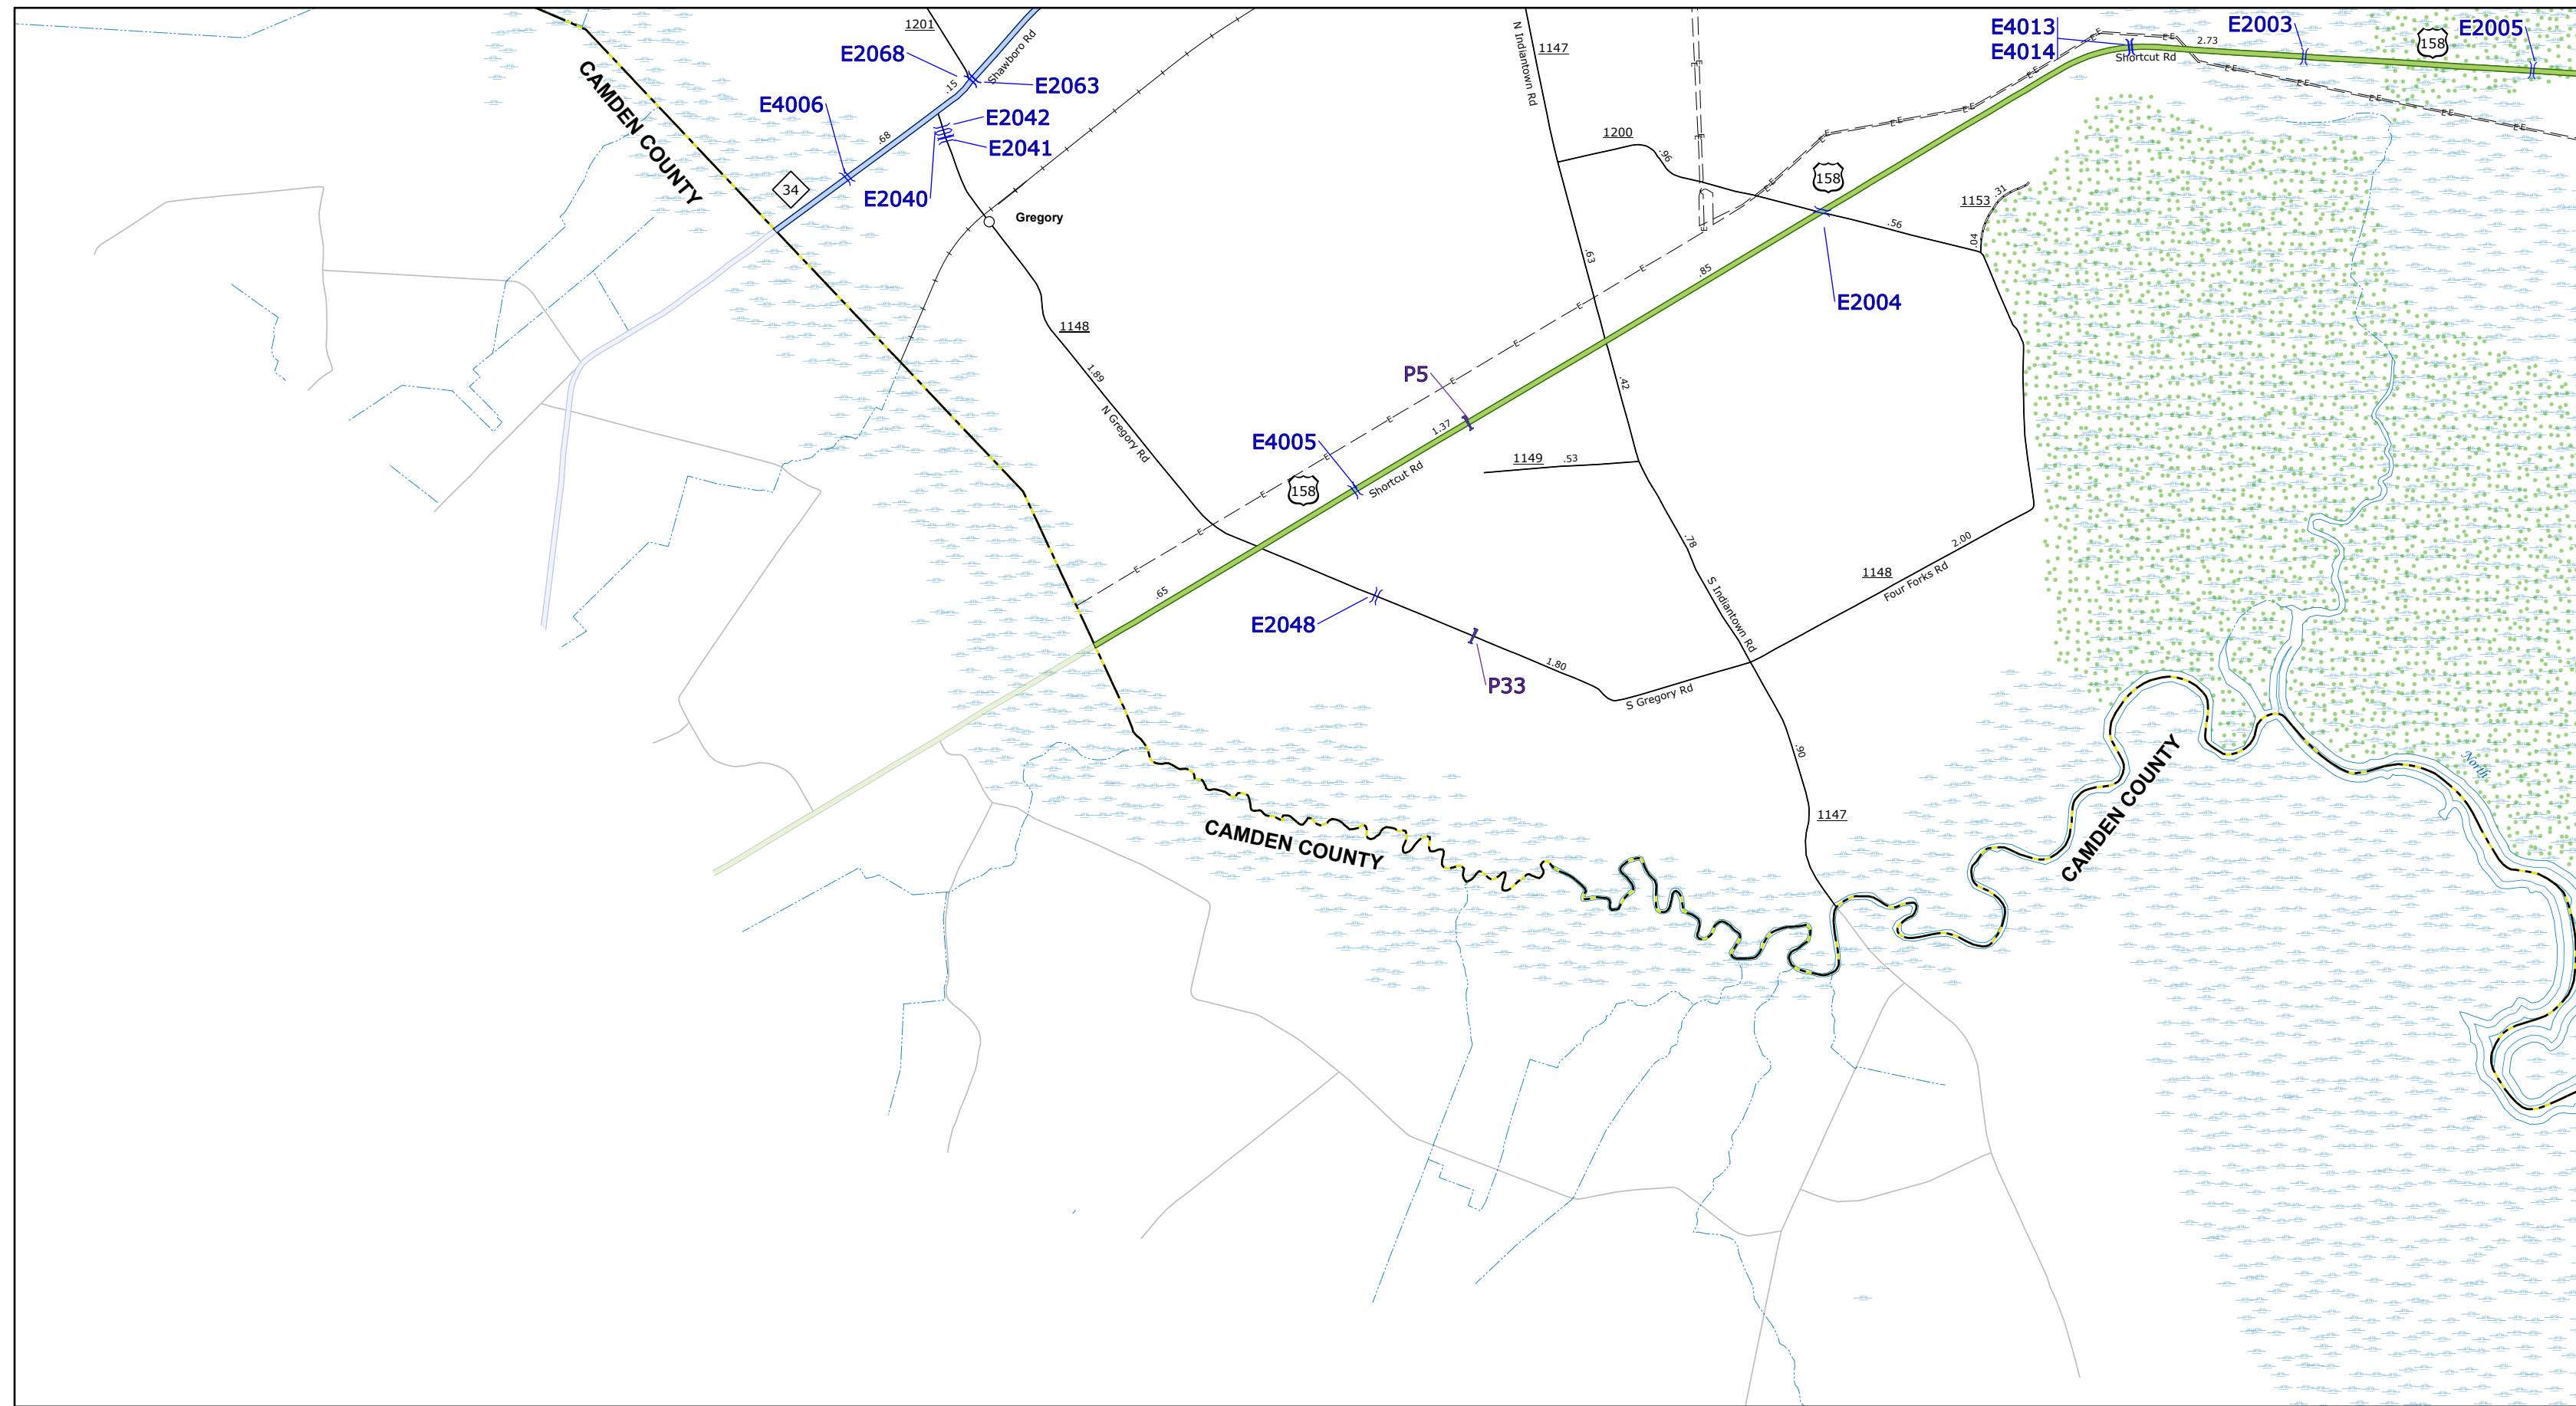 1201
Shawboro Rd
E2068
E2063
.15
E2042
E4006
E2041
.68
E2040
34
CAMDEN COUNTY
Gregory
1148
1.89
N Gregory Rd
N Indiantown Rd
1147
1200
.96
.63
E4013
E4014
E2003
2.73
158
E2005
Shortcut Rd
158
1153
.31
.04
.56
.85
E2004
P5
.42
1.37
E4005
158
Shortcut Rd
1149
.53
.65
.78
E2048
1.80
P33
S Gregory Rd
S Indiantown Rd
1148
2.00
Four Forks Rd
.90
1147
CAMDEN COUNTY
CAMDEN COUNTY
North
E
E
E
E
E
E
E
E
E
E
E
E E
E E
E E
E E
E E
E E
E E
E E
E E
E E
E E